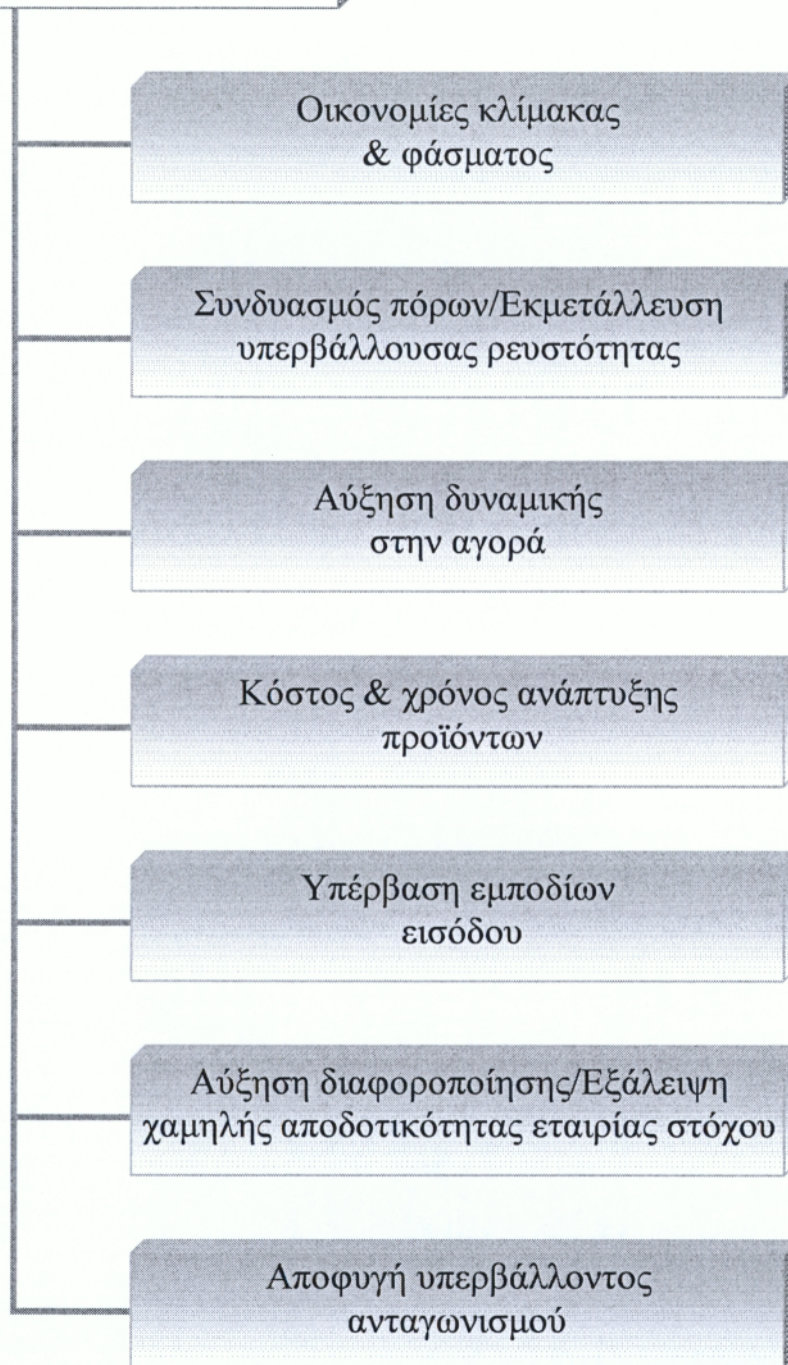 Οικονομίες κλίμακας
& φάσματος
Συνδυασμός πόρων/Εκμετάλλευση
υπερβάλλουσας ρευστότητας
Αύξηση δυναμικής
στην αγορά
Κόστος & χρόνος ανάπτυξης
προϊόντων
Υπέρβαση εμποδίων
εισόδου
Αύξηση διαφοροποίησης/Εξάλειψη
χαμηλής αποδοτικότητας εταιρίας στόχου
Αποφυγή υπερβάλλοντος
ανταγωνισμού